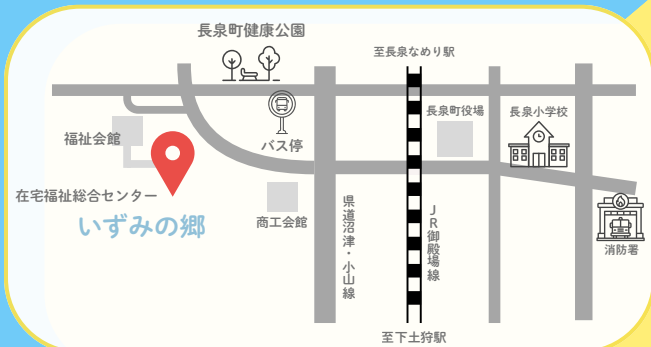 長泉町健康公園
至長泉なめり駅
長泉町役場
長泉小学校
福祉会館
バス停
在宅福祉総合センター
いずみの郷
商工会館
県道沼津・小山線
JR御殿場線
消防署
至下土狩駅